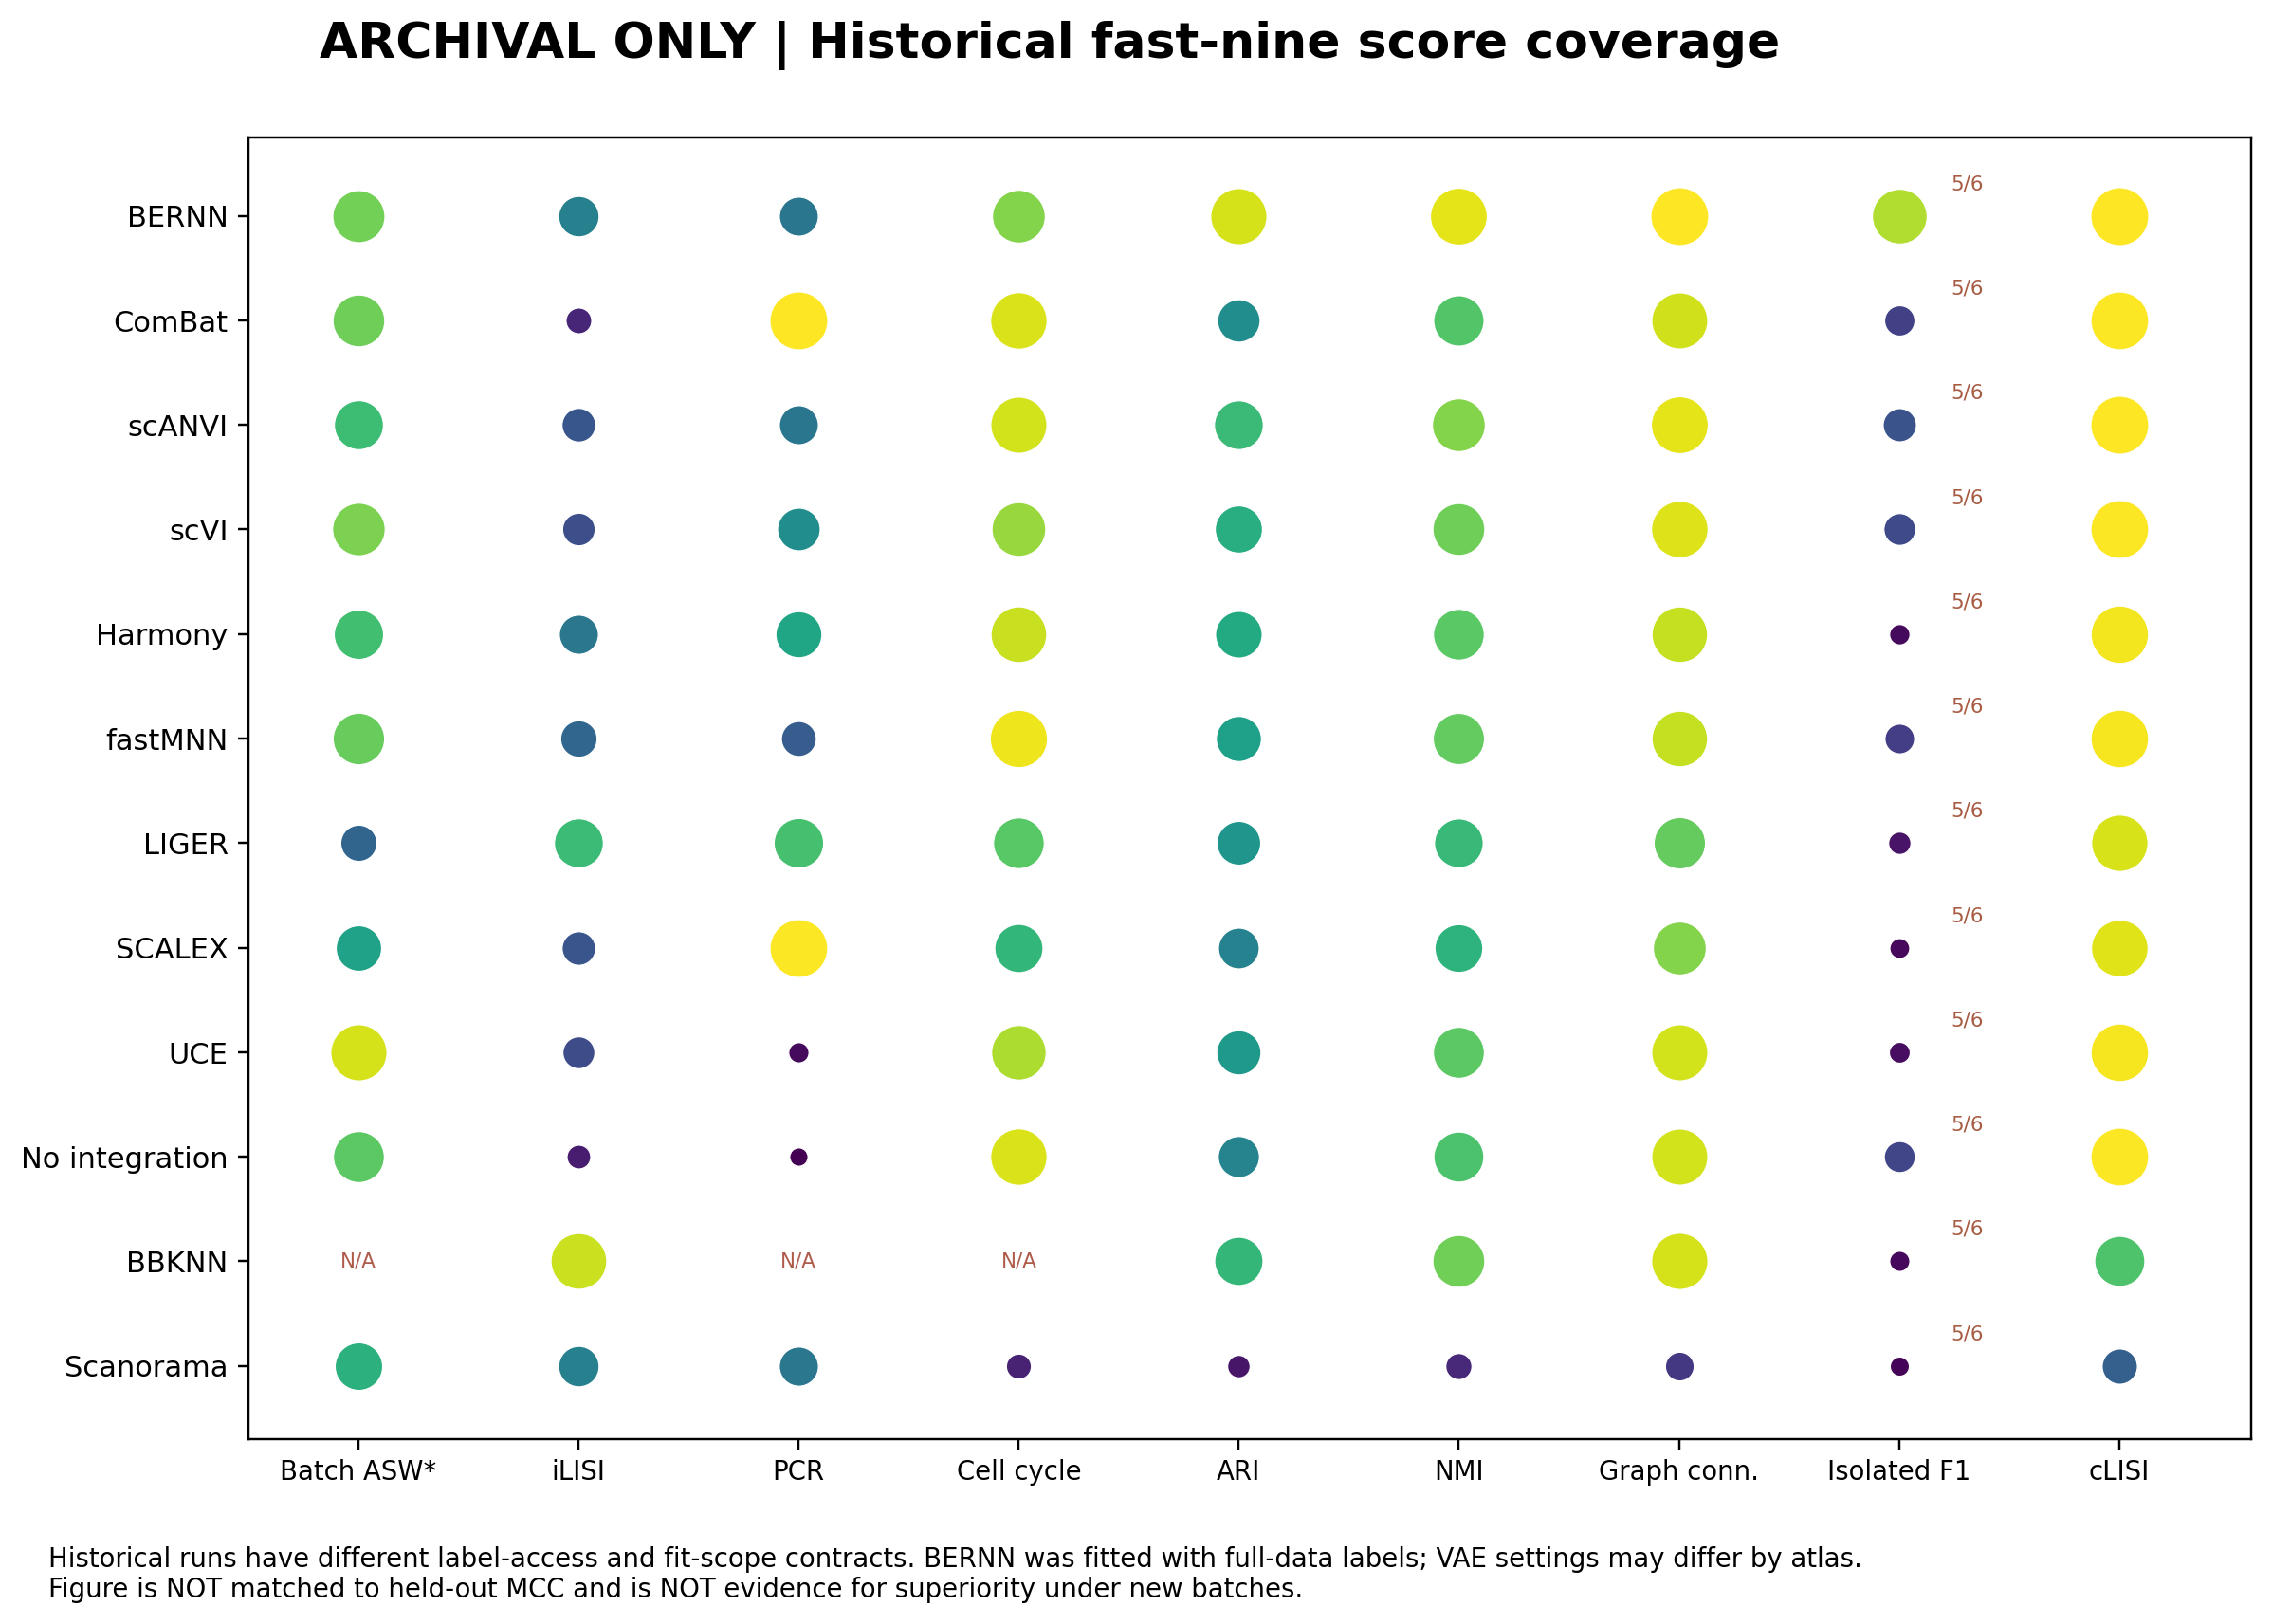 ARCHIVAL ONLY | Historical fast-nine score coverage
5/6
BERNN
5/6
ComBat
5/6
scANVI
5/6
scVI
5/6
Harmony
5/6
fastMNN
5/6
LIGER
5/6
SCALEX
5/6
UCE
5/6
No integration
5/6
BBKNN N/A N/A N/A
5/6
Scanorama
Batch ASW* iLISI PCR Cell cycle ARI NMI Graph conn. Isolated F1 cLISI
Historical runs have different label-access and fit-scope contracts. BERNN was fitted with full-data labels; VAE settings may differ by atlas.
Figure is NOT matched to held-out MCC and is NOT evidence for superiority under new batches.